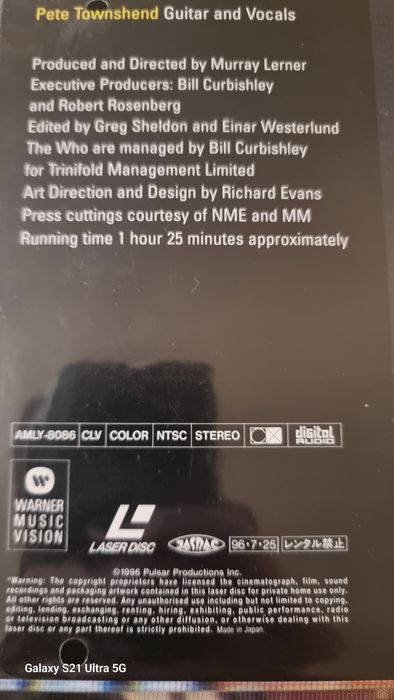 Pete Townshend Guitar and Vocals
Produced and Directed by Murray Lerner
Executive Producers: Bill Curbishley
and Robert Rosenberg
Edited by Greg Sheldon and Einar Westerlund
The Who are managed by Bill Curbishley
for Trinifold Management Limited
Art Direction and Design by Richard Evans
Press cuttings courtesy of NME and MM
Running time 1 hour 25 minutes approximately
AMLY-8086 CLV COLOR NTSC STEREO CX digital AUDIO
WARNER
MUSIC
VISION
LASER DISC JASRAC 96·7·25 レンタル禁止
©1996 Pulsar Productions Inc.
"Warning: The copyright proprietors have licensed the cinematograph, film, sound
recordings and packaging artwork contained in this laser disc for private home use only.
All other rights are reserved. Any unauthorised use including but not limited to copying,
editing, lending, exchanging, renting, hiring, exhibiting, public performance, radio
or television broadcasting or any other diffusion, or otherwise dealing with this
laser disc or any part thereof is strictly prohibited. Made in Japan.
Galaxy S21 Ultra 5G